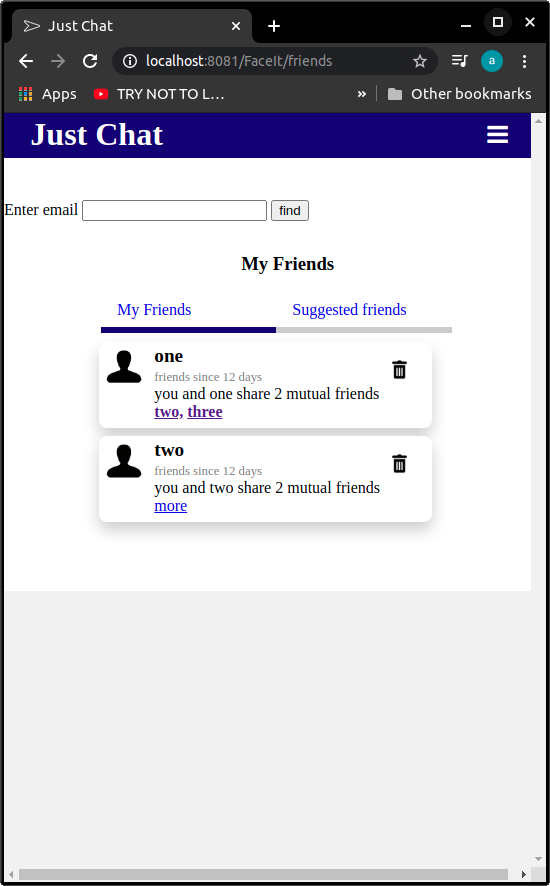 Just Chat
localhost:8081/FaceIt/friends
a
Apps
TRY NOT TO L...
»
Other bookmarks
Just Chat
Enter email
find
My Friends
My Friends
Suggested friends
one
friends since 12 days
you and one share 2 mutual friends
two, three
two
friends since 12 days
you and two share 2 mutual friends
more